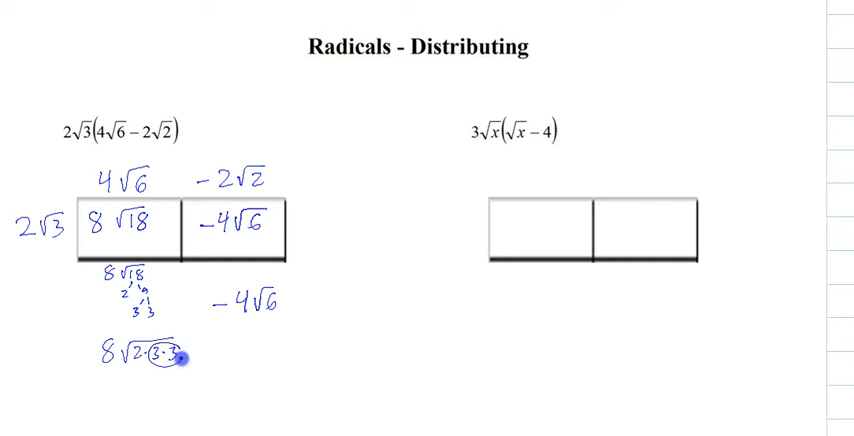 Radicals - Distributing
2√3(4√6 − 2√2)
3√x(√x − 4)
4√6 − 2√2
2√3 8√18 −4√6
8√18
2 9
3 3
−4√6
8√2·3·3